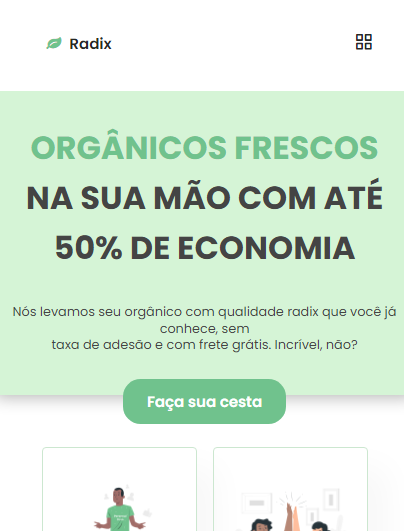 Radix
ORGÂNICOS FRESCOS
NA SUA MÃO COM ATÉ
50% DE ECONOMIA
Nós levamos seu orgânico com qualidade radix que você já
conhece, sem
taxa de adesão e com frete grátis. Incrível, não?
Faça sua cesta